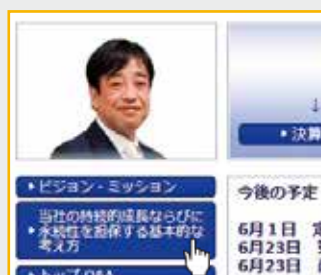 ・決算
・ビジョン・ミッション
当社の持続的成長ならびに
・永続性を担保する基本的な
考え方
今後の予定
6月1日
6月23日
6月23日